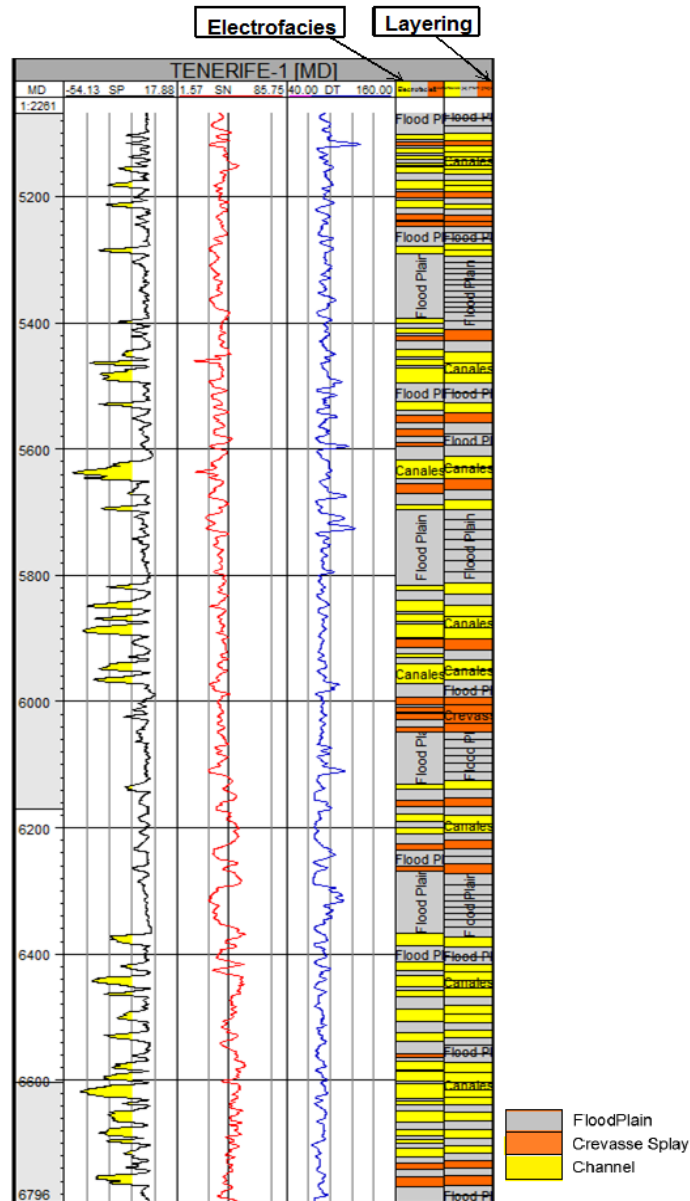 Electrofacies
Layering
TENERIFE-1 [MD]
MD -54.13 SP 17.88 1.57 SN 85.75 40.00 DT 160.00
1:2261
Flood Pl Flood Pl
Canales
5200
Flood Pl Flood Pl
Flood Plain Flood Plain
5400
Canales
Flood Pl Flood Pl
5600
Flood Pl
Canales Canales
Flood Plain Flood Plain
5800
Canales
Canales Canales
Flood Pl
6000
Crevass
Flood Pla Flood Pl
6200
Canales
Flood Pl
Flood Plain Flood Plain
6400
Flood Pl Flood Pl
Canales
Flood Pl
6600
Canales
6796
Flood Pl
FloodPlain
Crevasse Splay
Channel